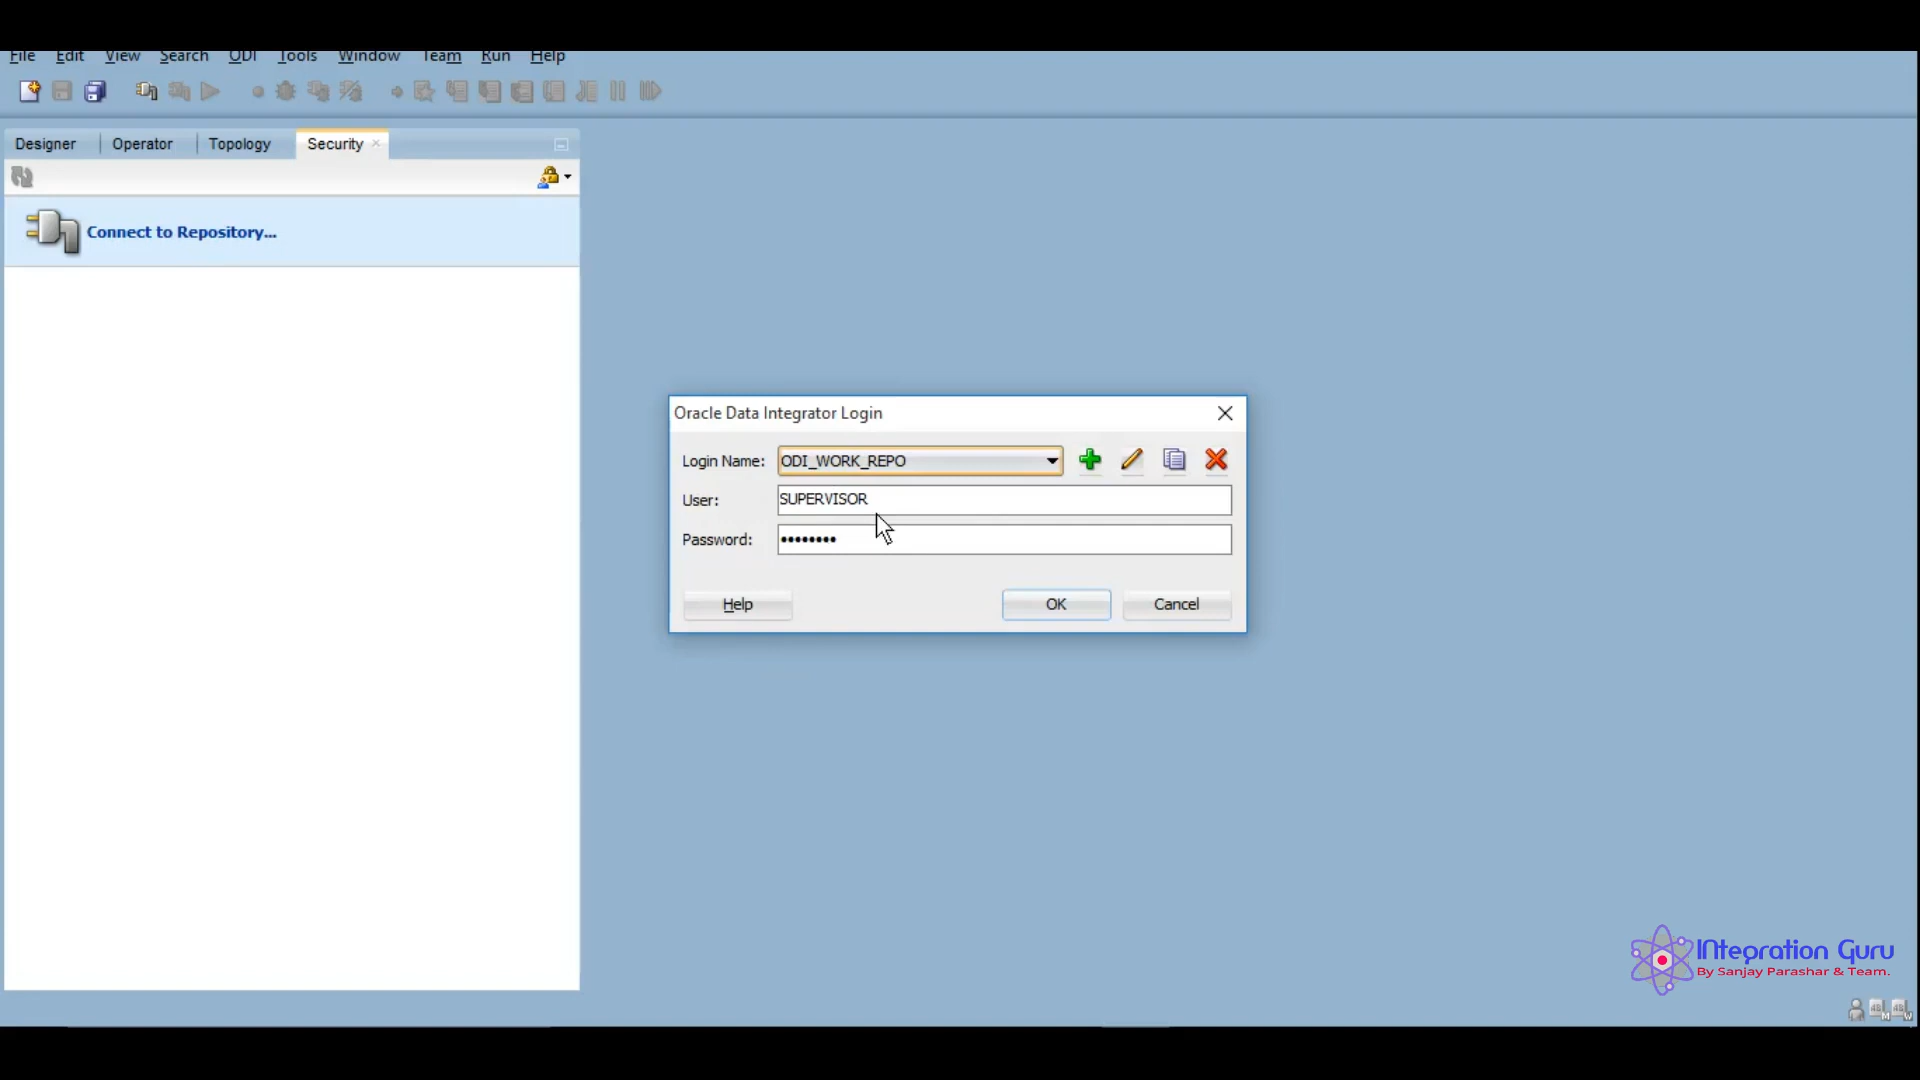 File Edit View Search ODI Tools Window Team Run Help
Designer Operator Topology Security
Connect to Repository...
Oracle Data Integrator Login
Login Name: ODI_WORK_REPO
User: SUPERVISOR
Password: ••••••••
Help OK Cancel
INtegration Guru
By Sanjay Parashar & Team.